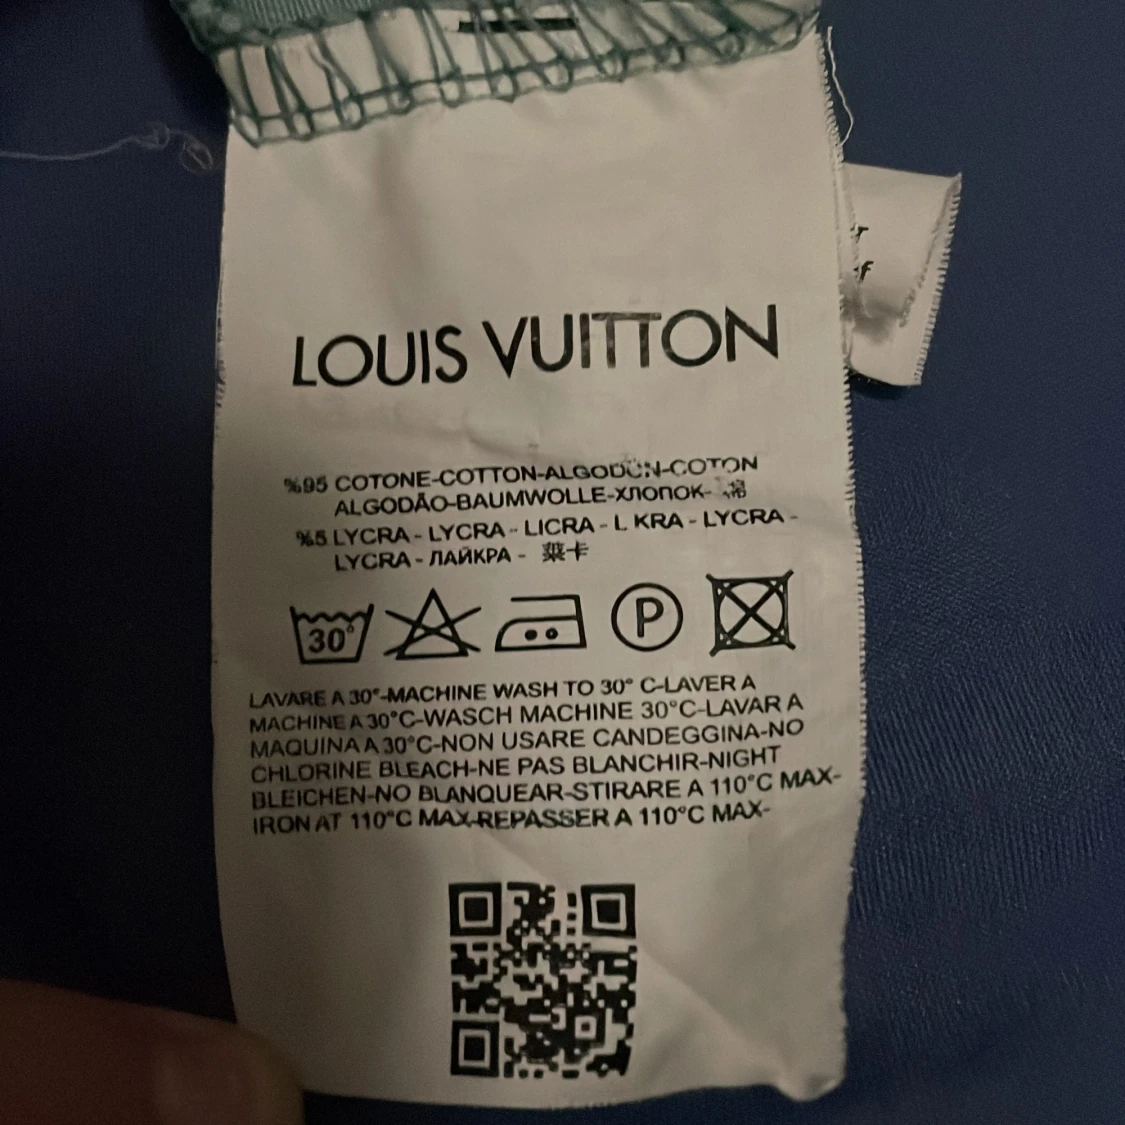 LOUIS VUITTON
%95 COTONE-COTTON-ALGODÓN-COTON
ALGODÃO-BAUMWOLLE-ХЛОПОК- 棉
%5 LYCRA - LYCRA - LICRA - L KRA - LYCRA -
LYCRA - ЛАЙКРА - 莱卡
30°
P
LAVARE A 30°-MACHINE WASH TO 30° C-LAVER A
MACHINE A 30°C-WASCH MACHINE 30°C-LAVAR A
MAQUINA A 30°C-NON USARE CANDEGGINA-NO
CHLORINE BLEACH-NE PAS BLANCHIR-NIGHT
BLEICHEN-NO BLANQUEAR-STIRARE A 110°C MAX-
IRON AT 110°C MAX-REPASSER A 110°C MAX-